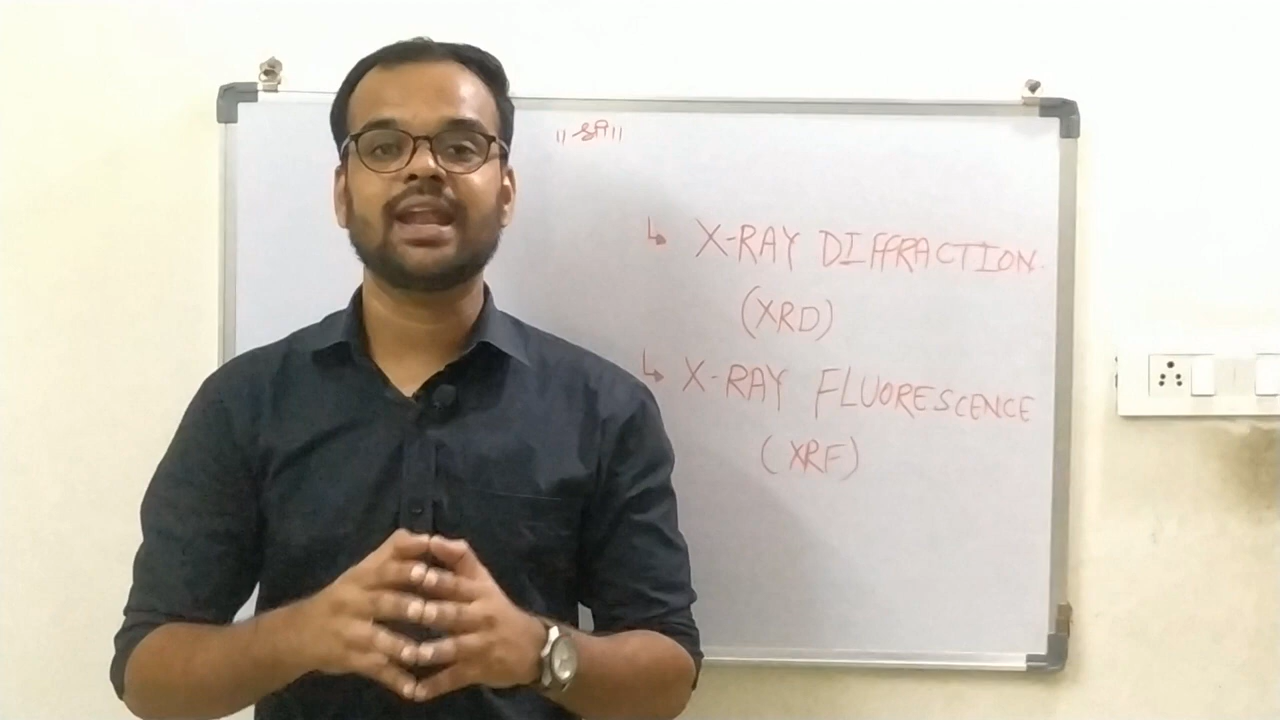 ॥ श्री ॥
↳ X-RAY DIFFRACTION.
(XRD)
↳ X-RAY FLUORESCENCE
(XRF)